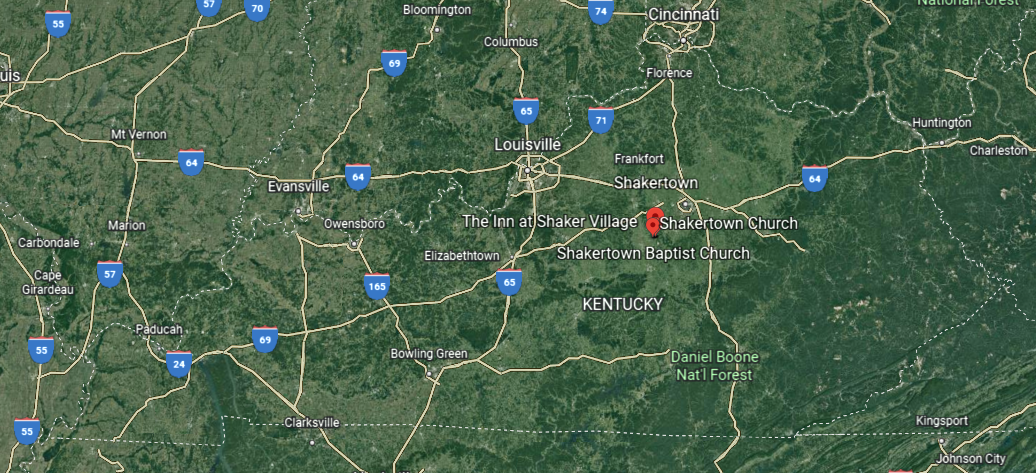 National Forest
57
70
Bloomington
74
55
Cincinnati
Columbus
69
Florence
uis
65
71
Huntington
Mt Vernon
Louisville
Charleston
64
Frankfort
64
64
Evansville
Shakertown
Owensboro
The Inn at Shaker Village
Shakertown Church
Marion
Carbondale
Elizabethtown
Shakertown Baptist Church
57
Cape
Girardeau
165
65
KENTUCKY
Paducah
69
55
Bowling Green
Daniel Boone
Nat'l Forest
24
Clarksville
Kingsport
55
Johnson City